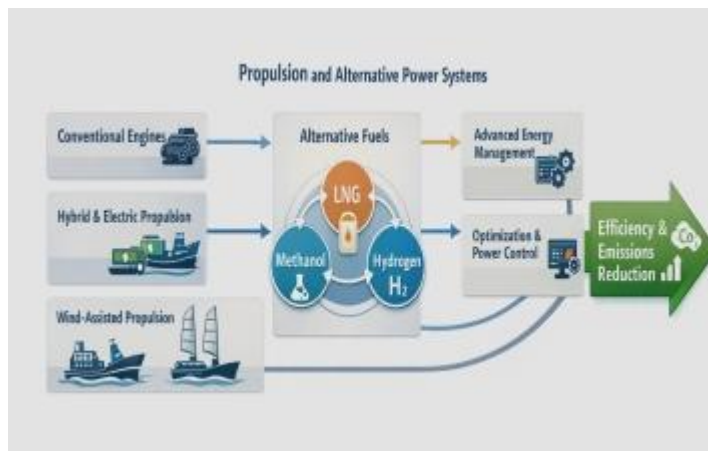 Propulsion and Alternative Power Systems
Conventional Engines
Hybrid & Electric Propulsion
Wind-Assisted Propulsion
Alternative Fuels
LNG
Methanol
Hydrogen
H₂
Advanced Energy
Management
Optimization &
Power Control
Efficiency &
Emissions
Reduction
Co₂